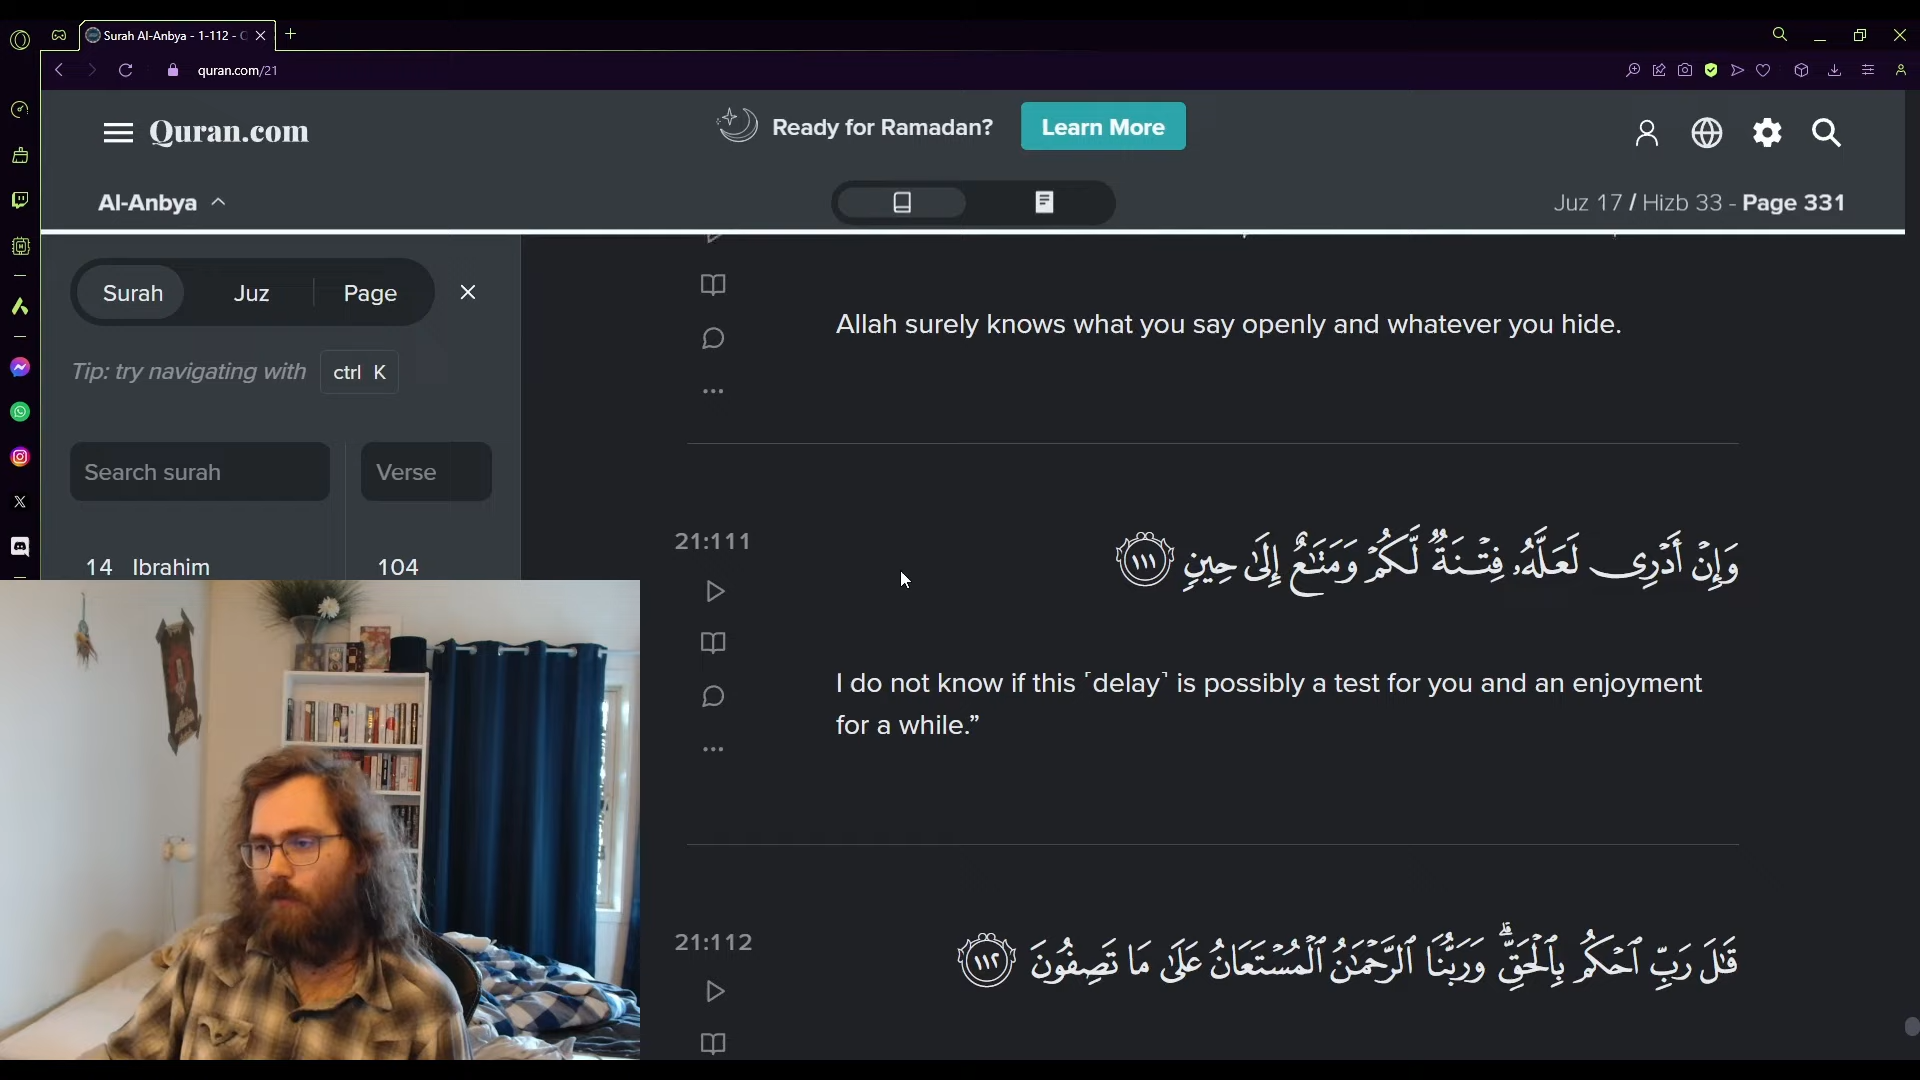 Surah Al-Anbya - 1-112 -
quran.com/21
Quran.com
Ready for Ramadan?
Learn More
Al-Anbya
Juz 17 / Hizb 33 - Page 331
Surah
Juz
Page
Tip: try navigating with ctrl K
Search surah
Verse
14 Ibrahim
104
Allah surely knows what you say openly and whatever you hide.
21:111
وَإِنْ أَدْرِى لَعَلَّهُۥ فِتْنَةٌ لَّكُمْ وَمَتَـٰعٌ إِلَىٰ حِينٍ ١١١
I do not know if this ˹delay˺ is possibly a test for you and an enjoyment
for a while.”
21:112
قَـٰلَ رَبِّ ٱحْكُم بِٱلْحَقِّ ۗ وَرَبُّنَا ٱلرَّحْمَـٰنُ ٱلْمُسْتَعَانُ عَلَىٰ مَا تَصِفُونَ ١١٢